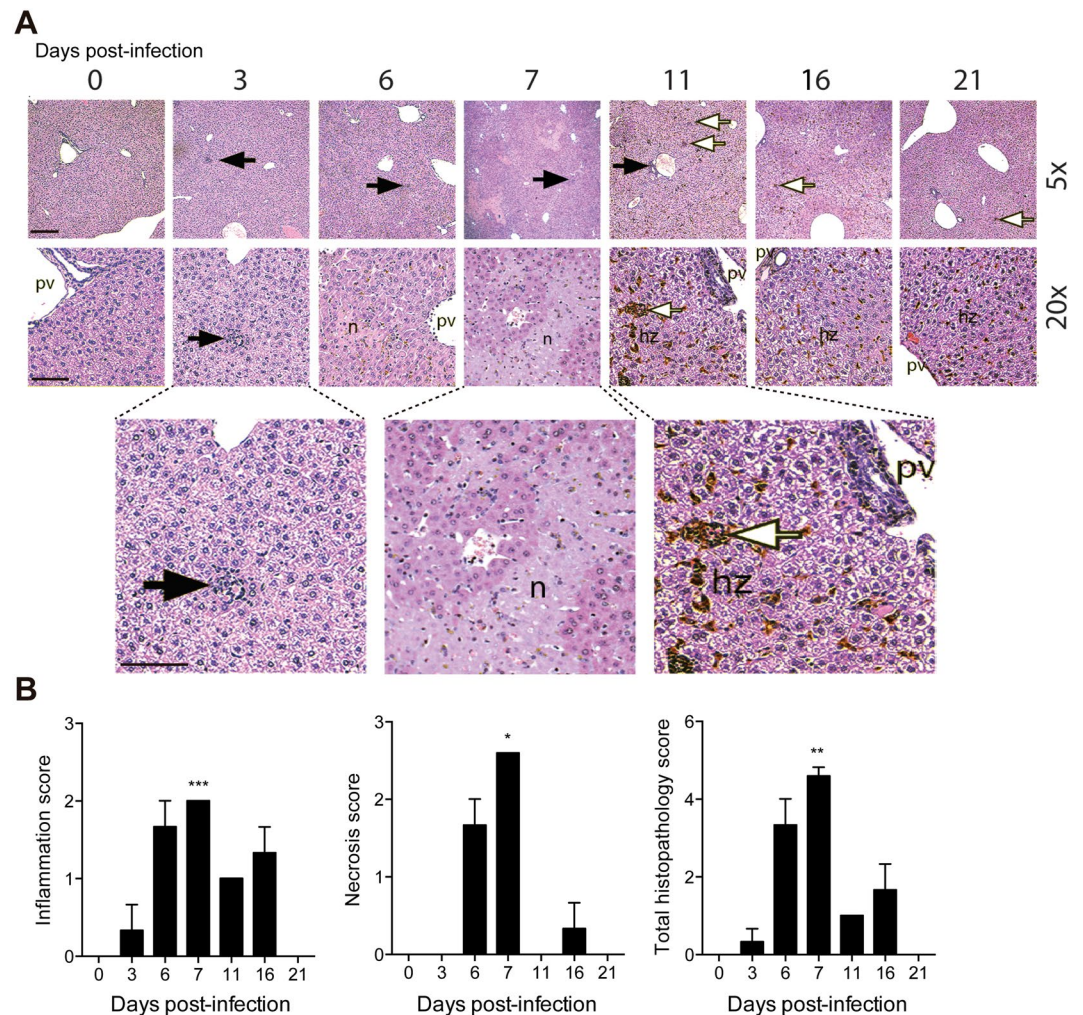 A
Days post-infection
0 3 6 7 11 16 21
5x
pv n pv n pv hz pv hz hz pv
20x
n pv hz
B
3 3 6
*** * **
2 2 4
1 1 2
0 0 0
Inflammation score
Necrosis score
Total histopathology score
0 3 6 7 11 16 21 0 3 6 7 11 16 21 0 3 6 7 11 16 21
Days post-infection Days post-infection Days post-infection